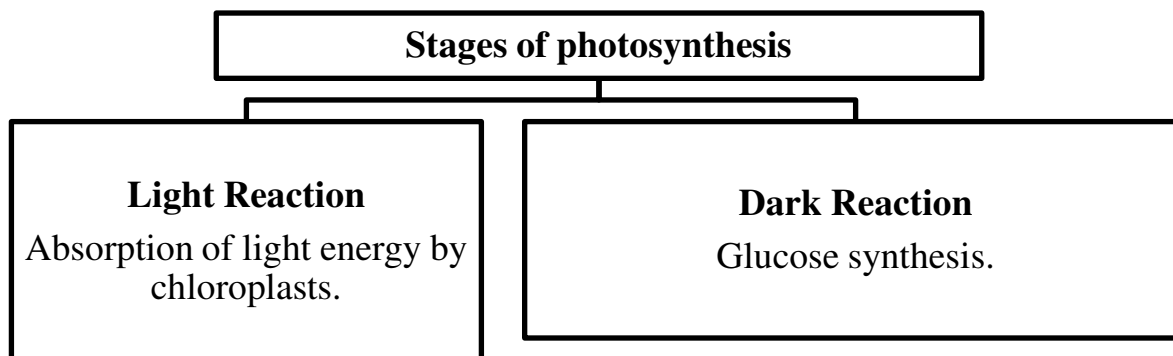 Stages of photosynthesis
Light Reaction
Absorption of light energy by
chloroplasts.
Dark Reaction
Glucose synthesis.